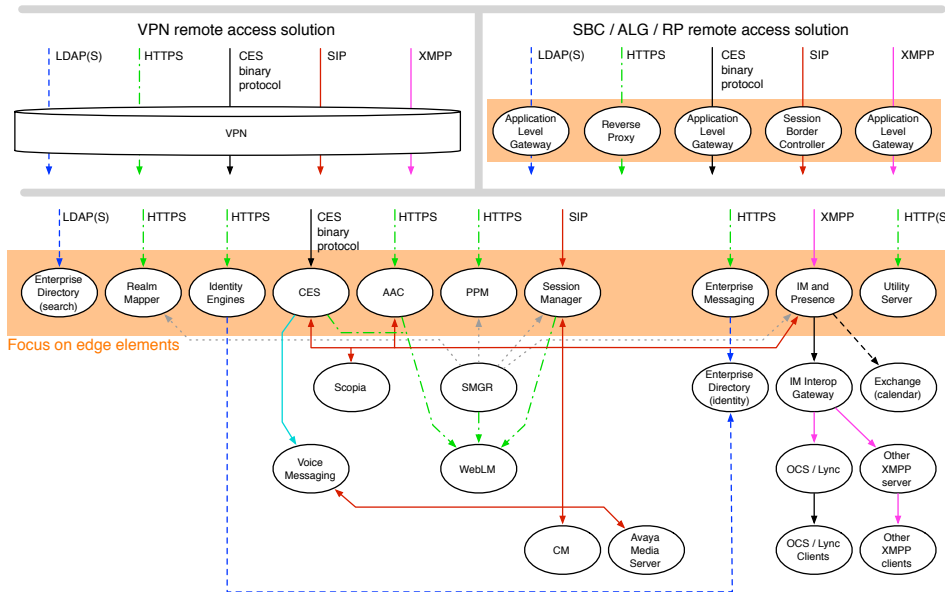 VPN remote access solution
LDAP(S)
HTTPS
CES
binary
protocol
SIP
XMPP
VPN
SBC / ALG / RP remote access solution
LDAP(S)
HTTPS
CES
binary
protocol
SIP
XMPP
Application
Level
Gateway
Reverse
Proxy
Application
Level
Gateway
Session
Border
Controller
Application
Level
Gateway
LDAP(S)
HTTPS
HTTPS
CES
binary
protocol
HTTPS
HTTPS
SIP
HTTPS
XMPP
HTTP(S
Enterprise
Directory
(search)
Realm
Mapper
Identity
Engines
CES
AAC
PPM
Session
Manager
Enterprise
Messaging
IM and
Presence
Utility
Server
Focus on edge elements
Scopia
SMGR
Enterprise
Directory
(identity)
IM Interop
Gateway
Exchange
(calendar)
Voice
Messaging
WebLM
OCS / Lync
Other
XMPP
server
CM
Avaya
Media
Server
OCS / Lync
Clients
Other
XMPP
clients